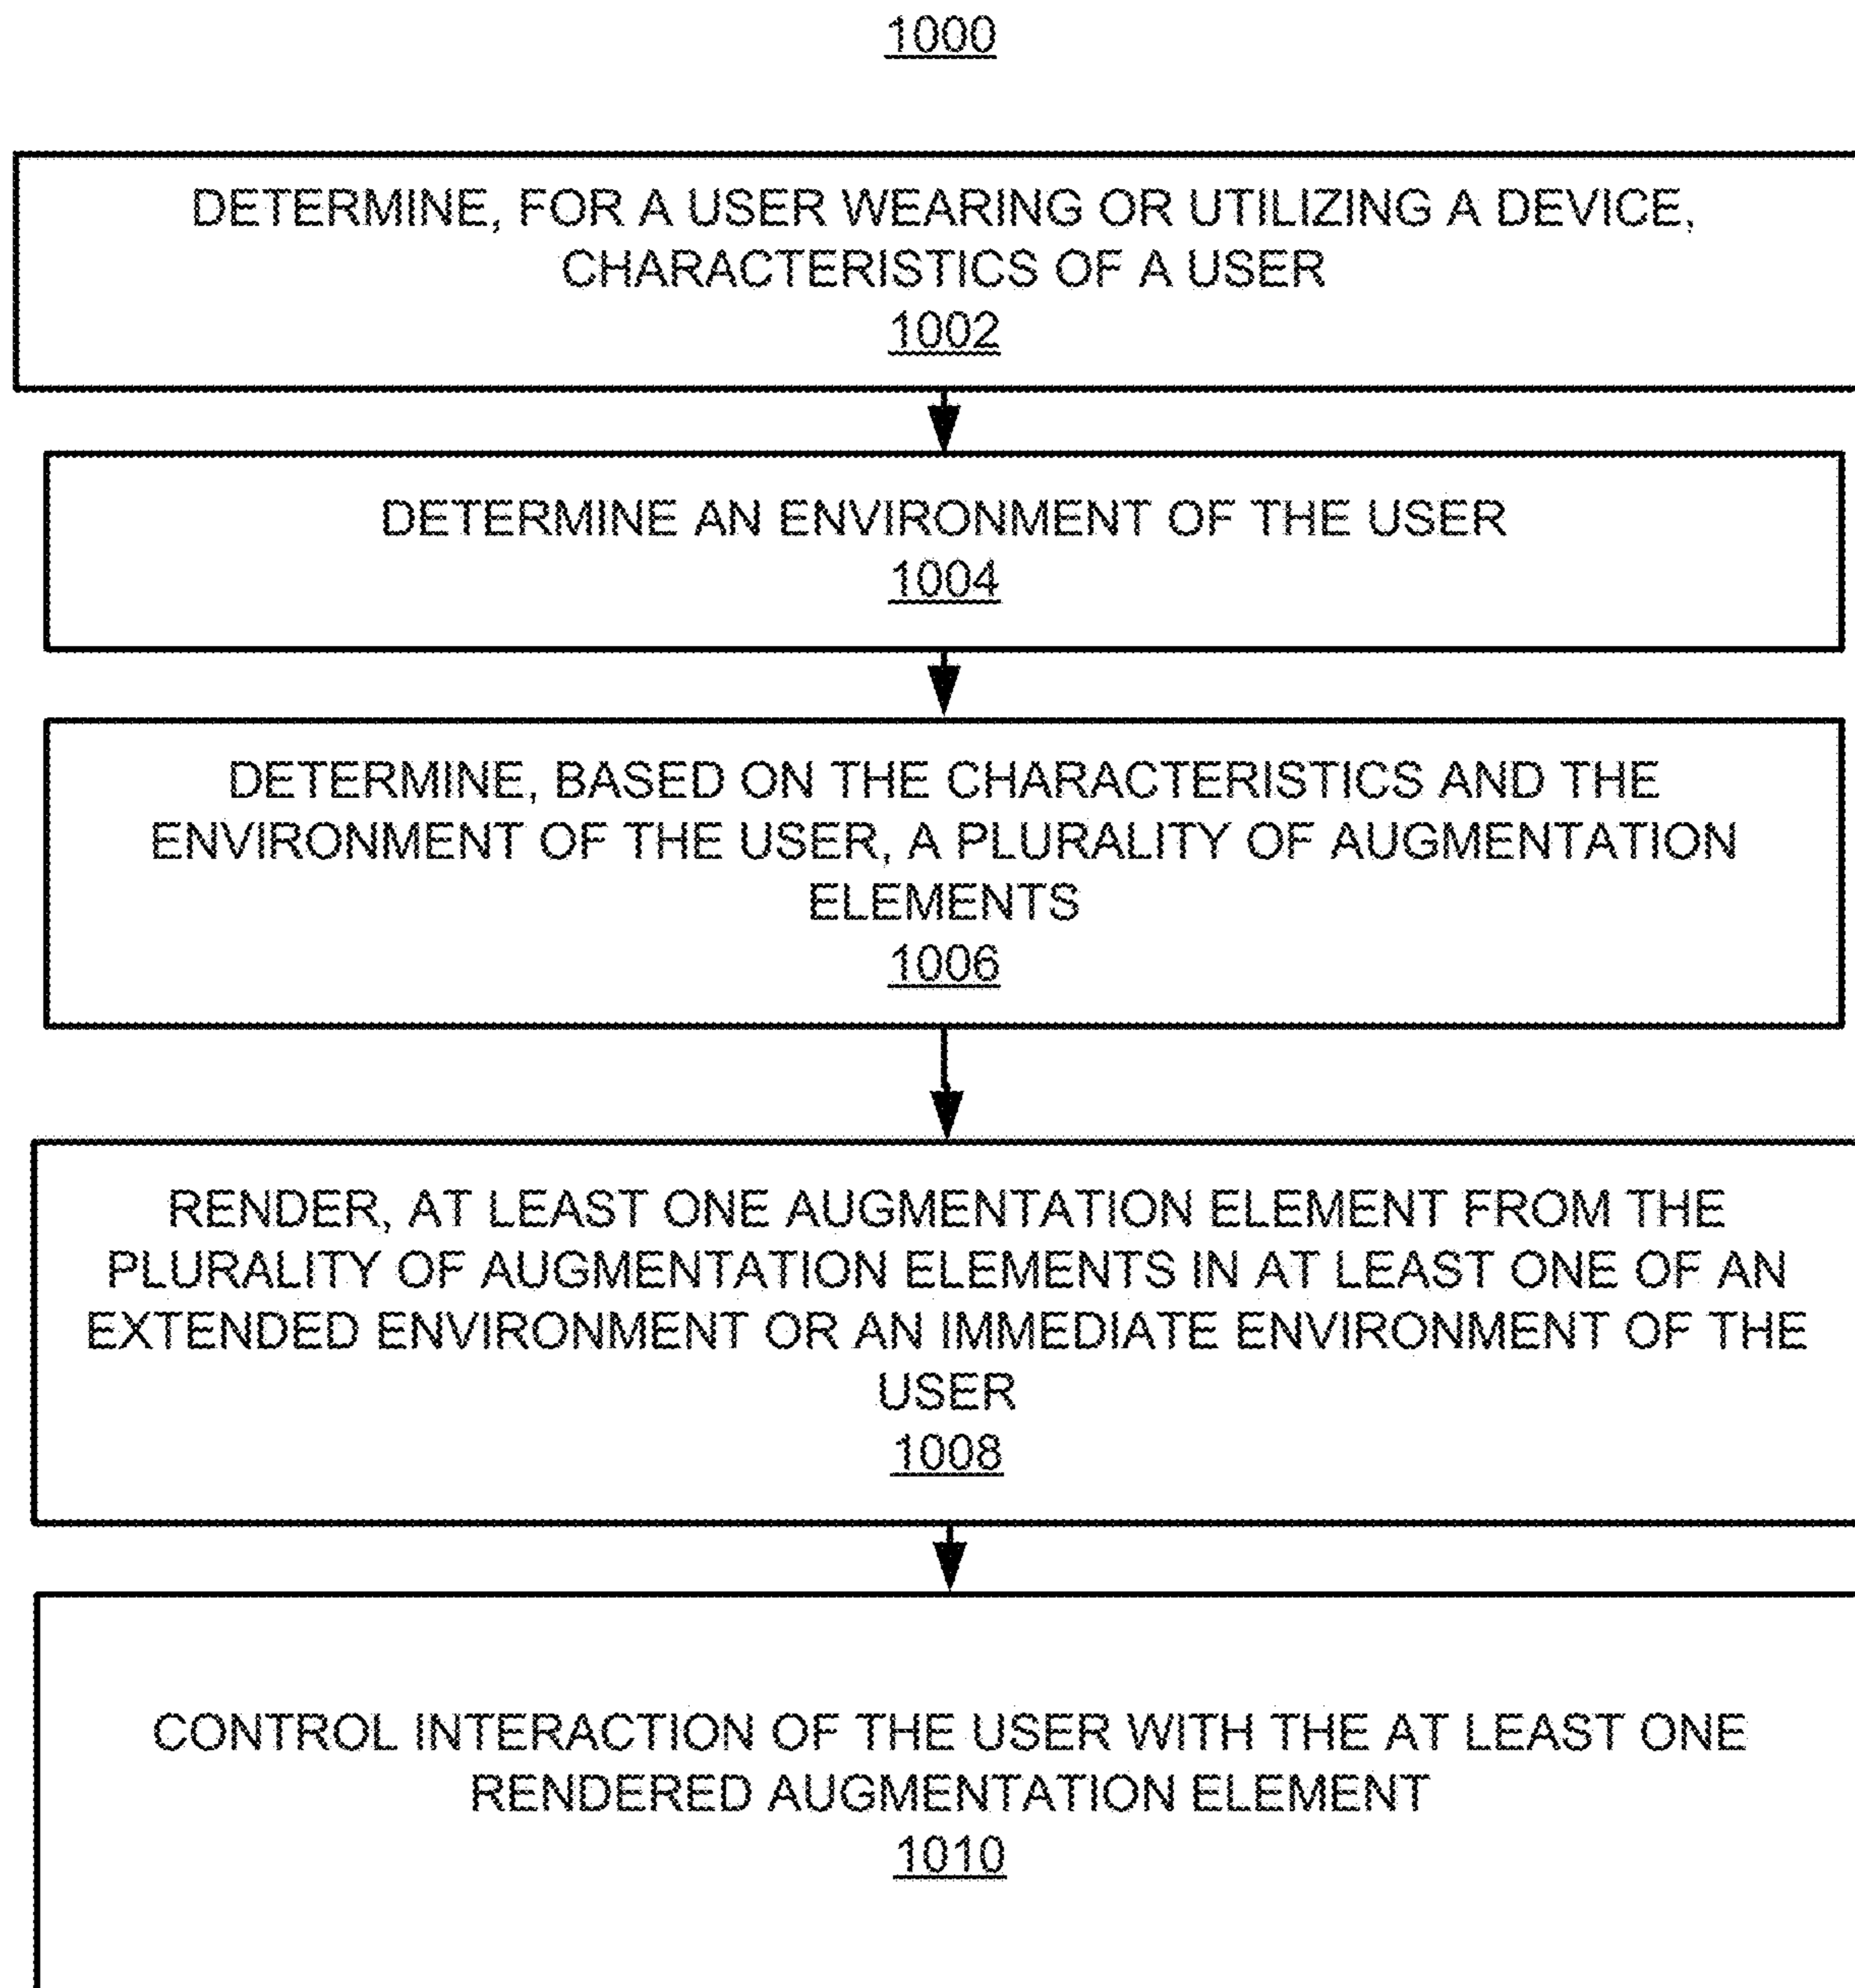 1000
DETERMINE, FOR A USER WEARING OR UTILIZING A DEVICE,
CHARACTERISTICS OF A USER
1002
DETERMINE AN ENVIRONMENT OF THE USER
1004
DETERMINE, BASED ON THE CHARACTERISTICS AND THE
ENVIRONMENT OF THE USER, A PLURALITY OF AUGMENTATION
ELEMENTS
1006
RENDER, AT LEAST ONE AUGMENTATION ELEMENT FROM THE
PLURALITY OF AUGMENTATION ELEMENTS IN AT LEAST ONE OF AN
EXTENDED ENVIRONMENT OR AN IMMEDIATE ENVIRONMENT OF THE
USER
1008
CONTROL INTERACTION OF THE USER WITH THE AT LEAST ONE
RENDERED AUGMENTATION ELEMENT
1010